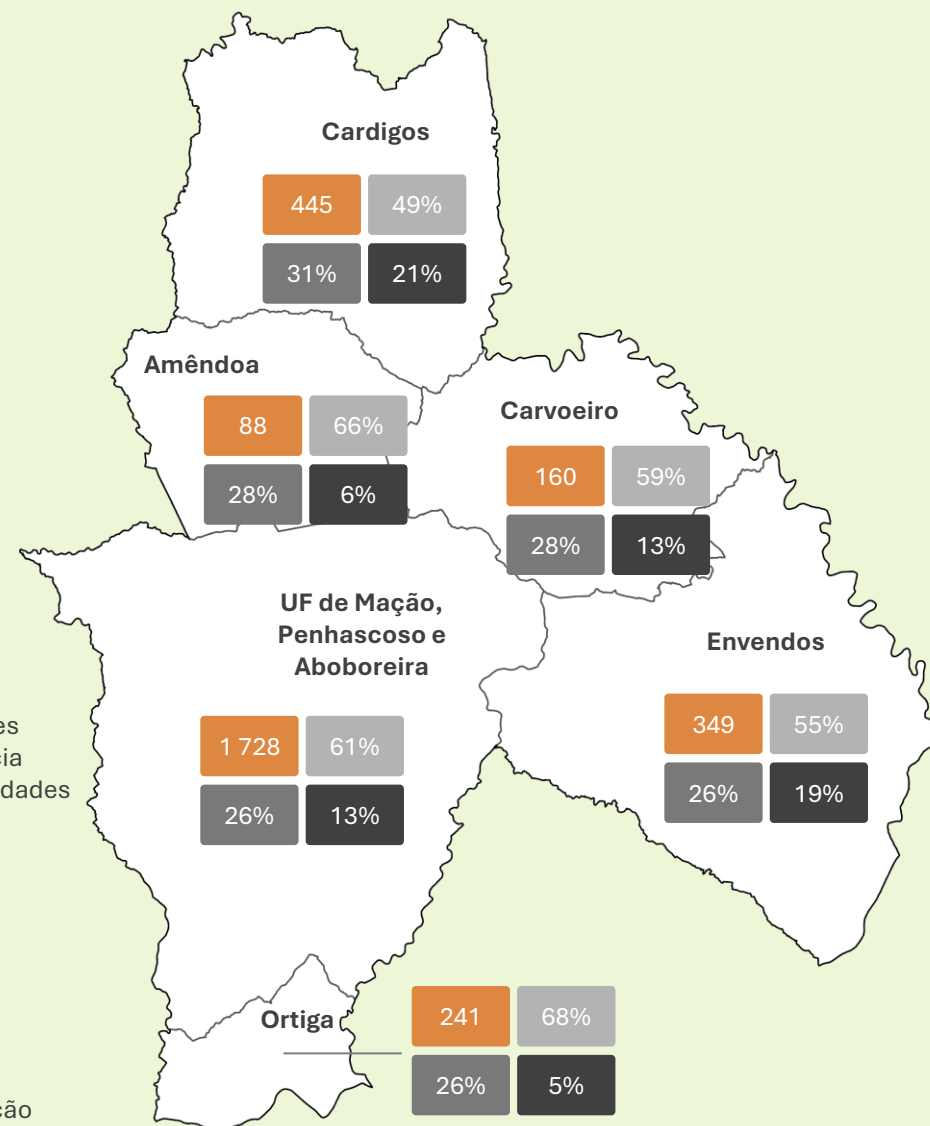 Cardigos
445 49%
31% 21%
Amêndoa
88 66%
28% 6%
Carvoeiro
160 59%
28% 13%
UF de Mação,
Penhascoso e
Aboboreira
1 728 61%
26% 13%
Envendos
349 55%
26% 19%
es
cia
dades
Ortiga
241 68%
26% 5%
ção